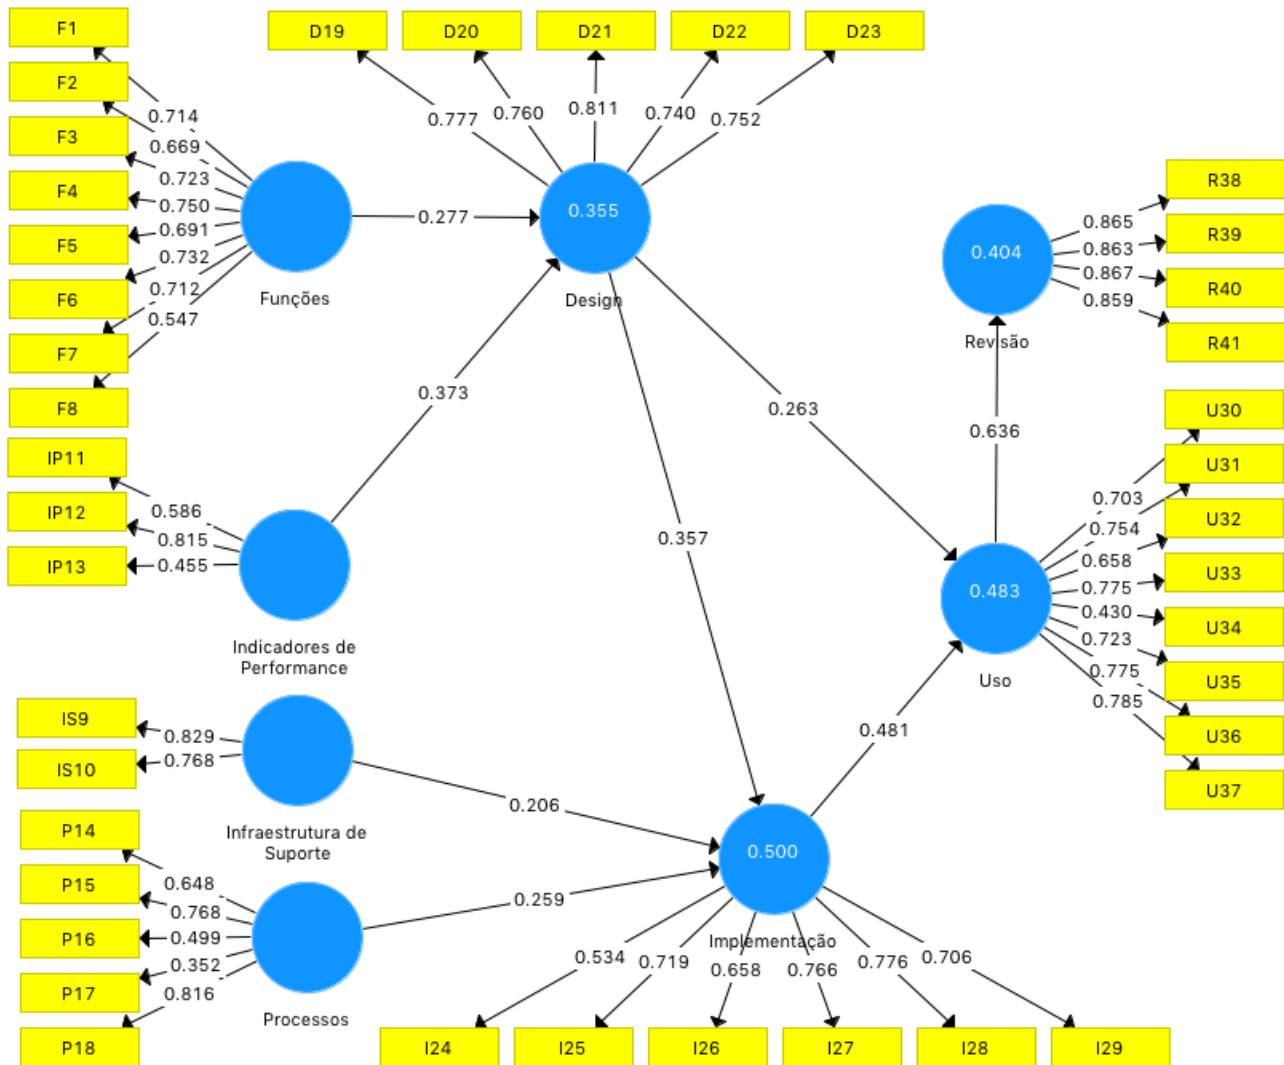 F1
D19
D20
D21
D22
D23
F2
F3
F4
F5
F6
F7
F8
0.714
0.669
0.723
0.750
0.691
0.732
0.712
0.547
0.777
0.760
0.811
0.740
0.752
Funções
0.277
0.355
Design
0.373
0.263
0.357
IP11
IP12
IP13
0.586
0.815
0.455
Indicadores de
Performance
0.404
Revisão
0.865
0.863
0.867
0.859
R38
R39
R40
R41
0.636
0.483
Uso
0.703
0.754
0.658
0.775
0.430
0.723
0.775
0.785
U30
U31
U32
U33
U34
U35
U36
U37
IS9
IS10
0.829
0.768
Infraestrutura de
Suporte
0.206
0.481
P14
P15
P16
P17
P18
0.648
0.768
0.499
0.352
0.816
Processos
0.259
0.500
Implementação
0.534
0.719
0.658
0.766
0.776
0.706
I24
I25
I26
I27
I28
I29